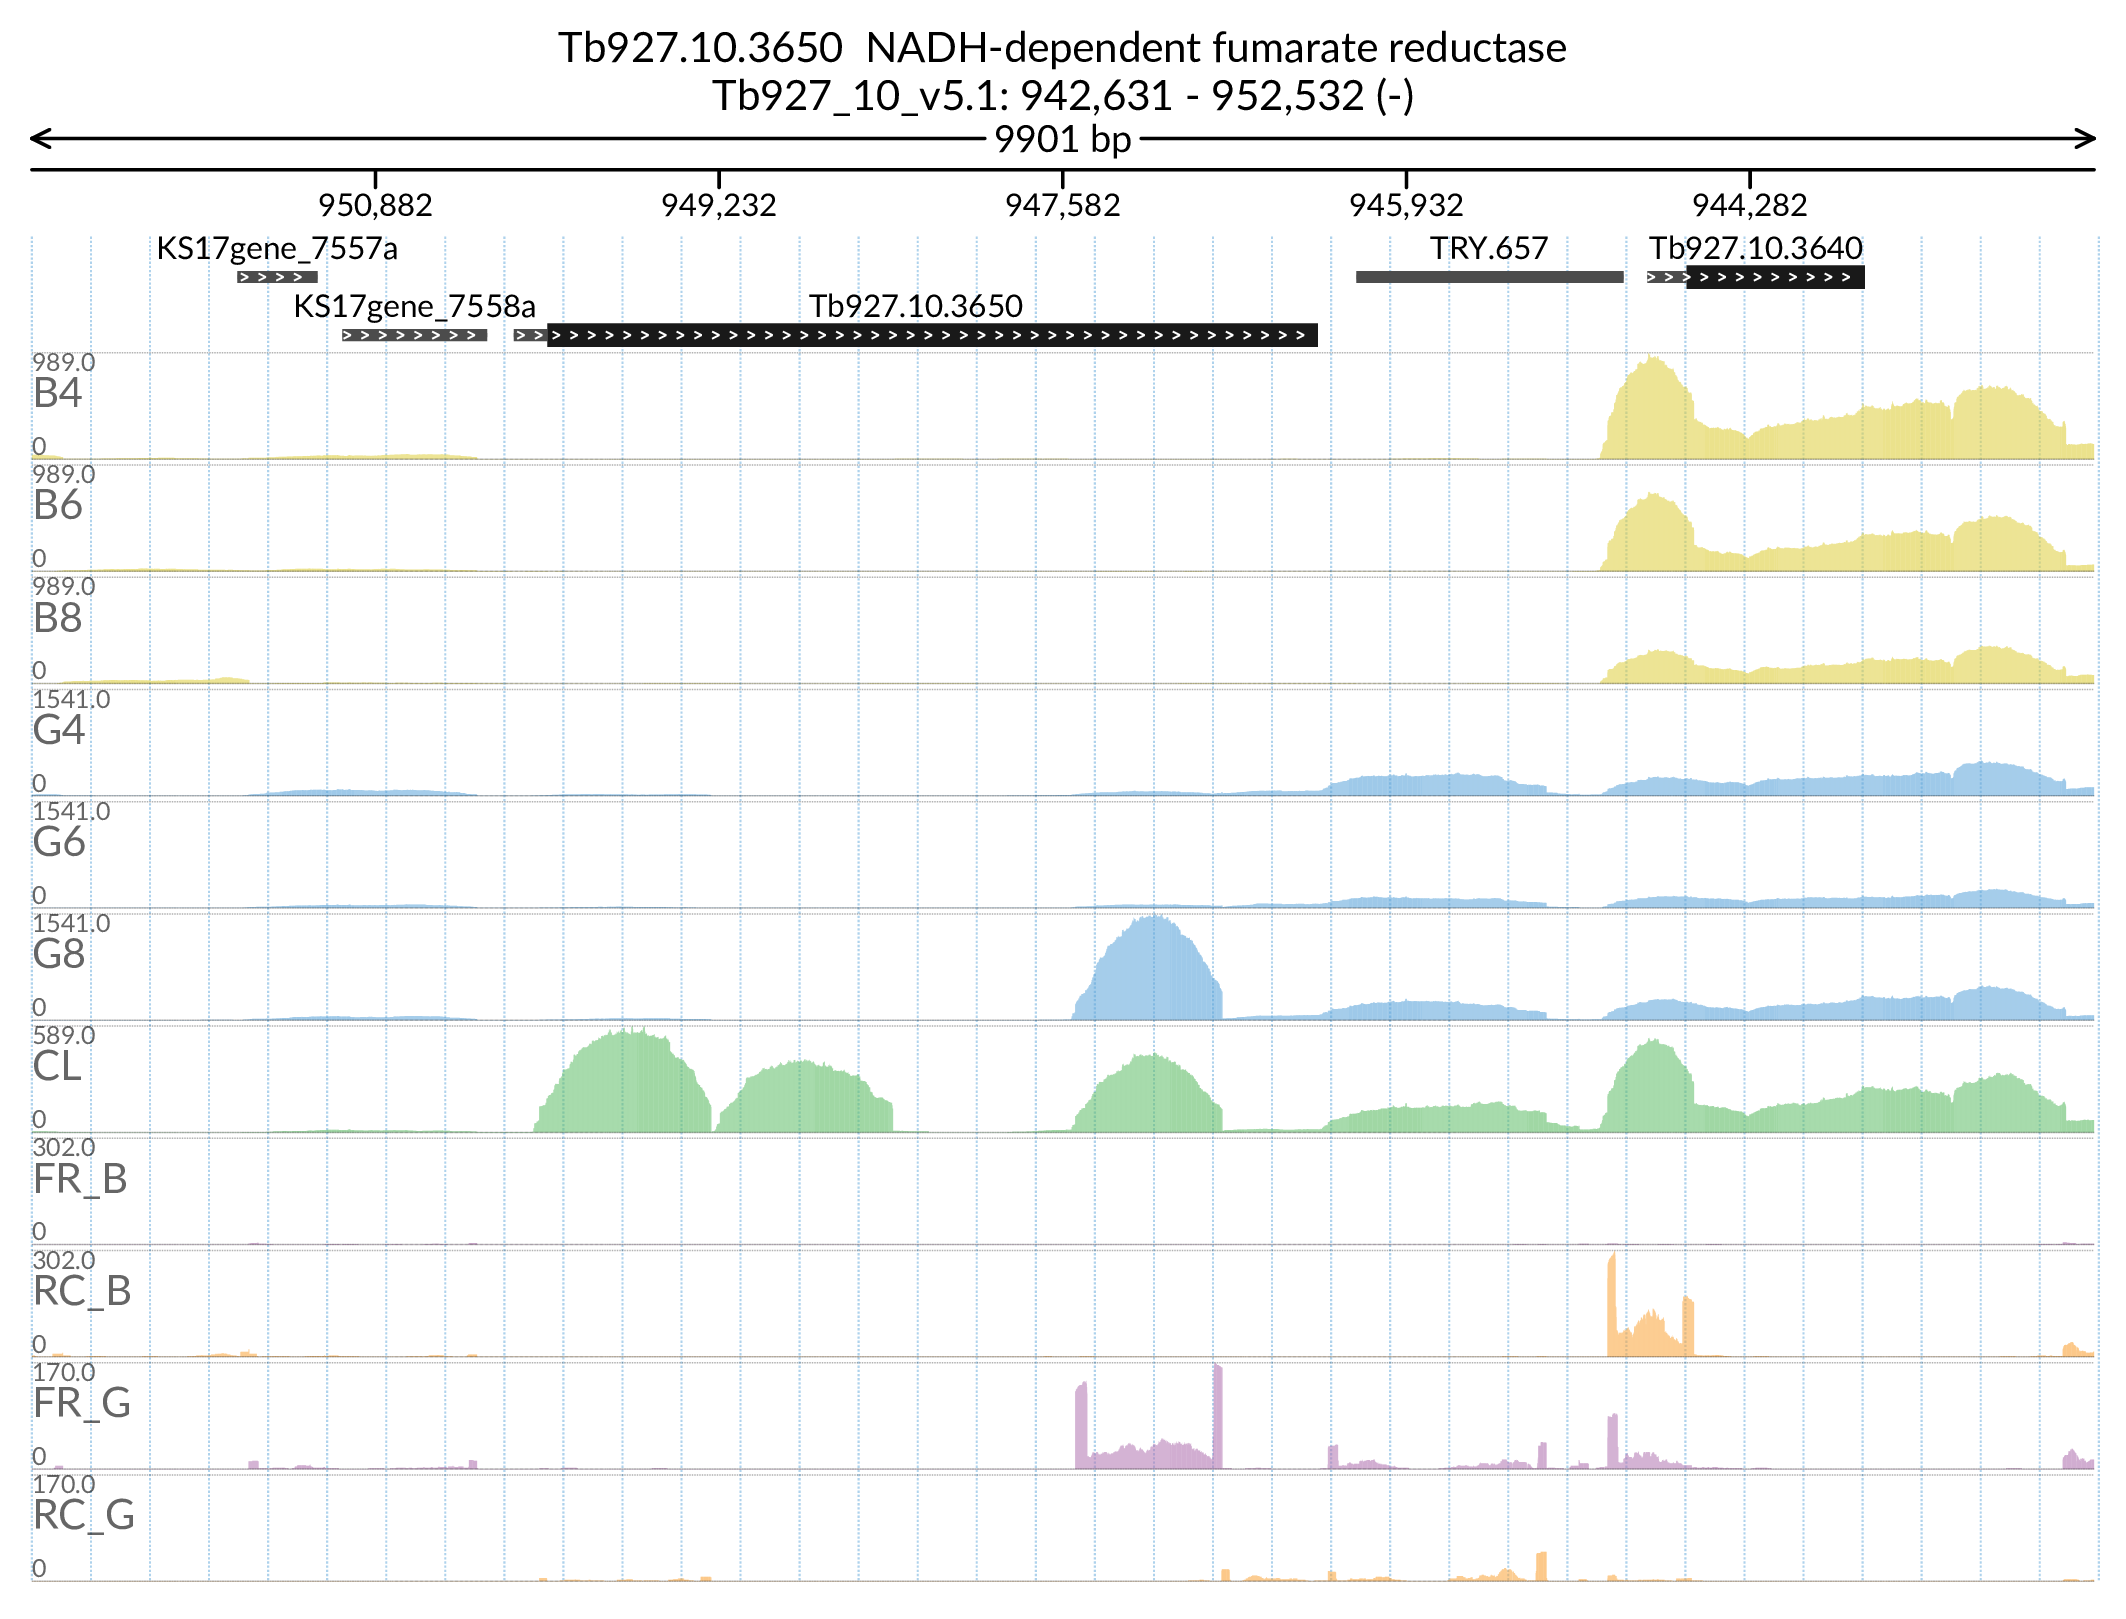 Tb927.10.3650  NADH-dependent fumarate reductase
Tb927_10_v5.1: 942,631 - 952,532 (-)
9901 bp
950,882 949,232 947,582 945,932 944,282
KS17gene_7557a TRY.657 Tb927.10.3640
KS17gene_7558a Tb927.10.3650
989.0
B4
0
989.0
B6
0
989.0
B8
0
1541.0
G4
0
1541.0
G6
0
1541.0
G8
0
589.0
CL
0
302.0
FR_B
0
302.0
RC_B
0
170.0
FR_G
0
170.0
RC_G
0